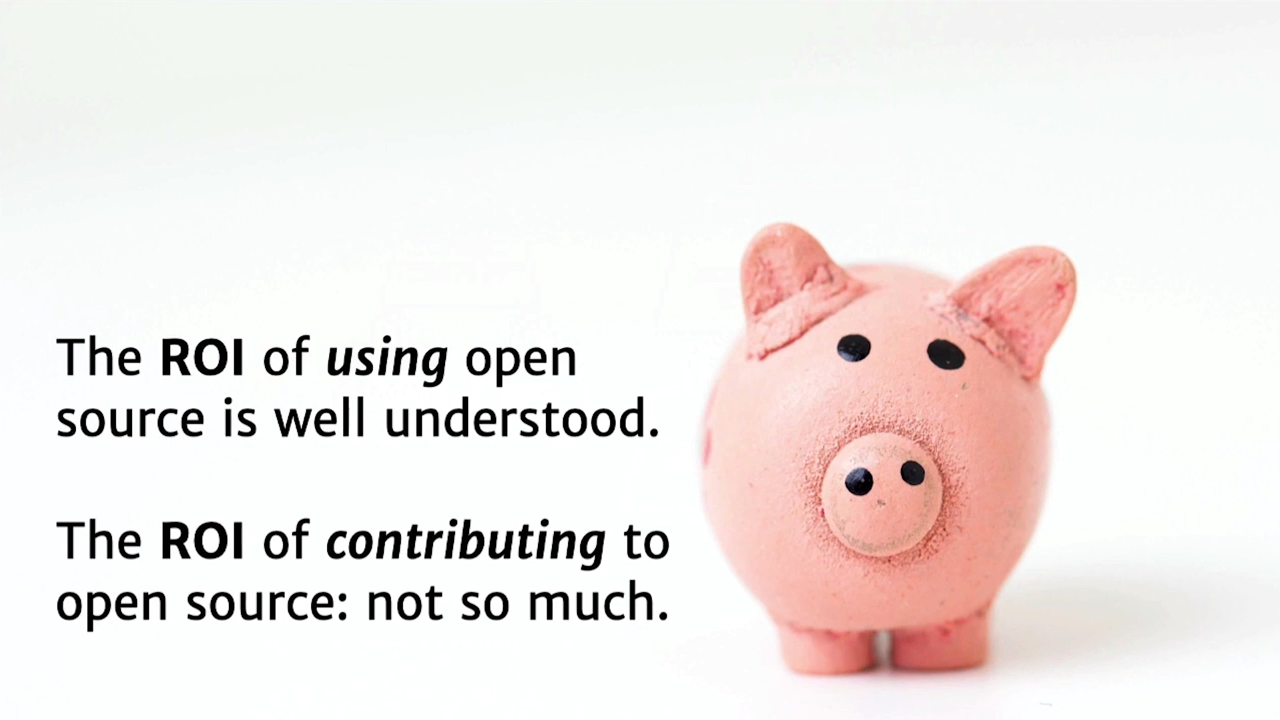 The ROI of using open
source is well understood.
The ROI of contributing to
open source: not so much.